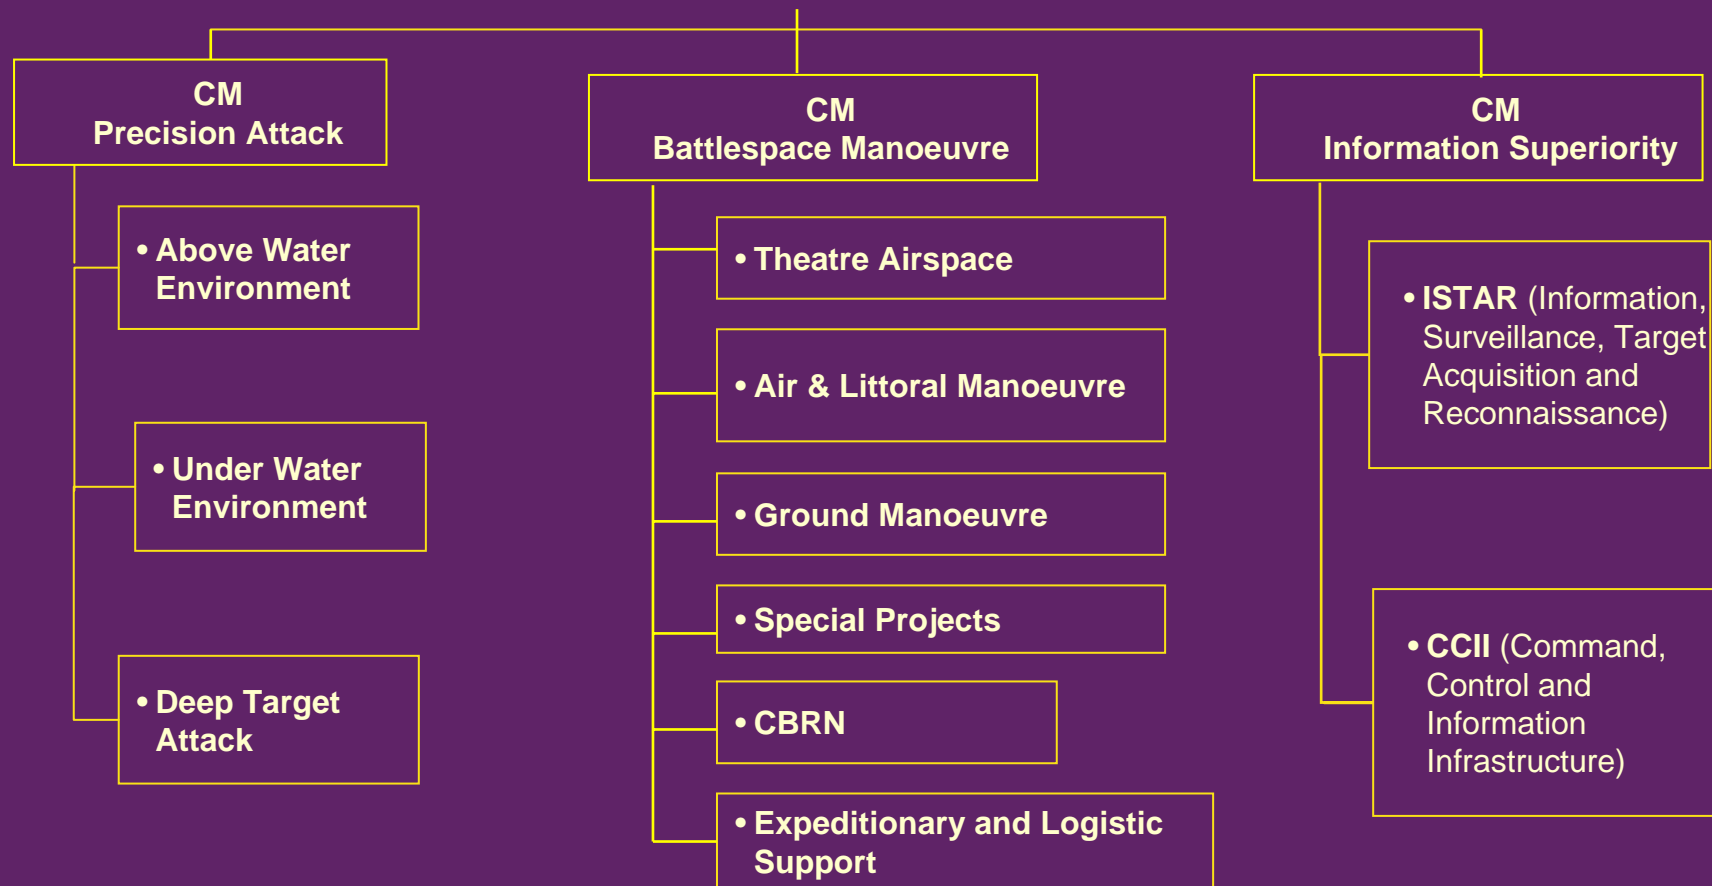 CM
Precision Attack
• Above Water
Environment
• Under Water
Environment
• Deep Target
Attack
CM
Battlespace Manoeuvre
• Theatre Airspace
• Air & Littoral Manoeuvre
• Ground Manoeuvre
• Special Projects
• CBRN
• Expeditionary and Logistic
Support
CM
Information Superiority
• ISTAR (Information,
Surveillance, Target
Acquisition and
Reconnaissance)
• CCII (Command,
Control and
Information
Infrastructure)